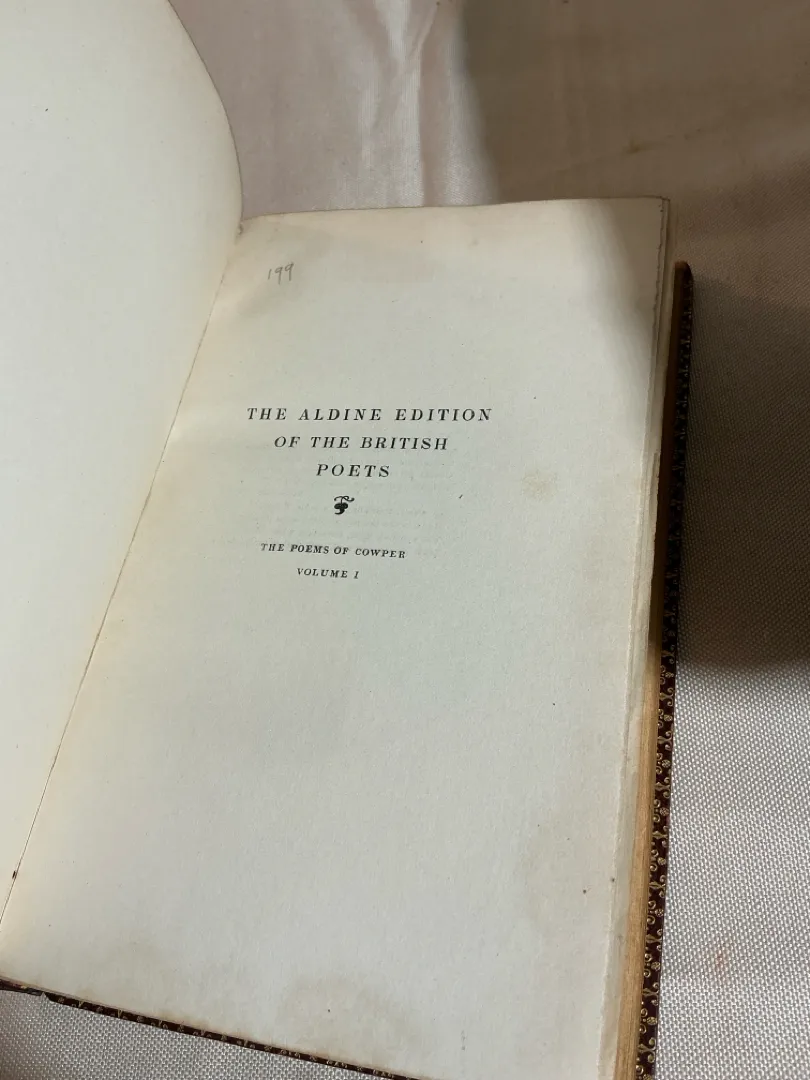 199
THE ALDINE EDITION
OF THE BRITISH
POETS
THE POEMS OF COWPER
VOLUME I